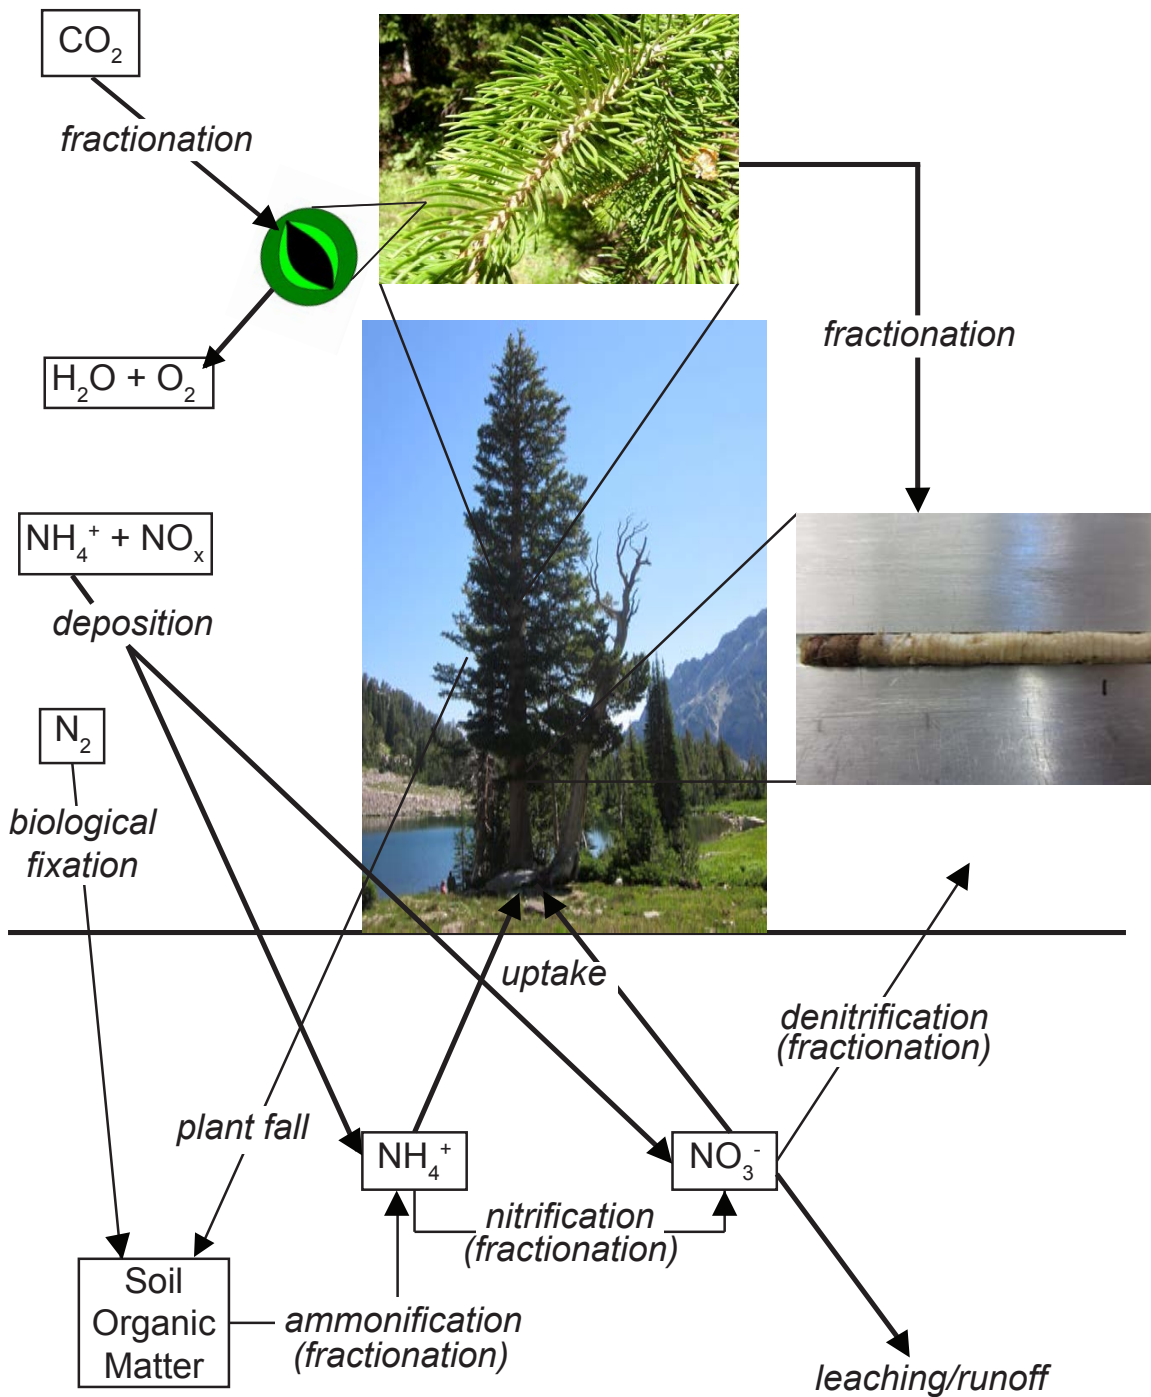 CO₂
fractionation
H₂O + O₂
fractionation
NH₄⁺ + NOₓ
deposition
N₂
biological
fixation
uptake
denitrification
(fractionation)
plant fall
NH₄⁺
NO₃⁻
nitrification
(fractionation)
Soil
Organic
Matter
ammonification
(fractionation)
leaching/runoff